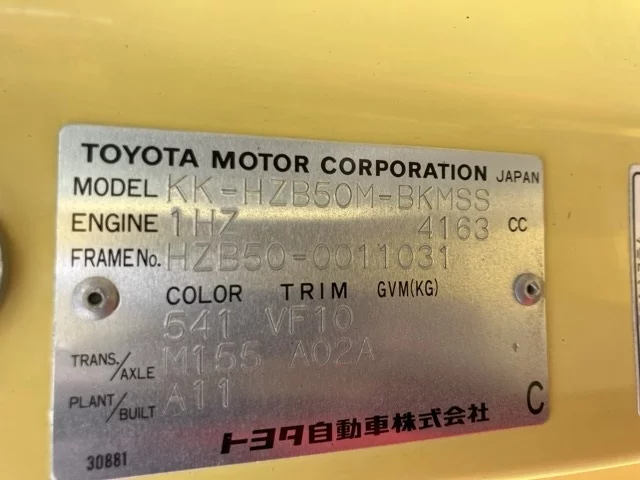 TOYOTA MOTOR CORPORATION JAPAN
MODEL KK-HZB50M-BKMSS
ENGINE 1HZ 4163 CC
FRAME No. HZB50-0011031
COLOR TRIM GVM(KG)
541 VF10
TRANS./AXLE M155 A02A
PLANT/BUILT A11
トヨタ自動車株式会社 C
30881